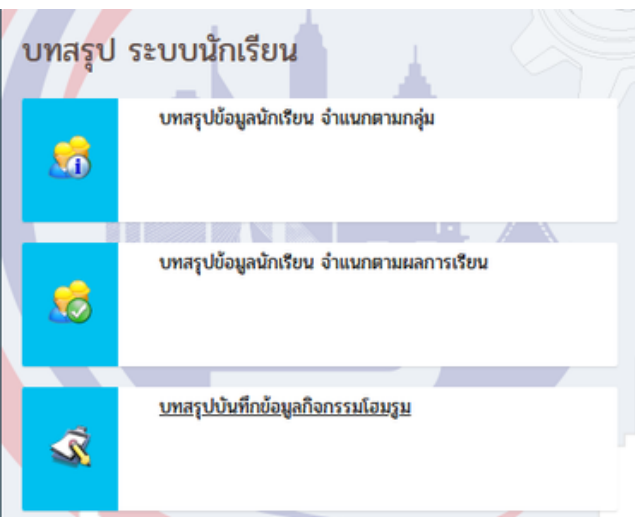 บทสรุป ระบบนักเรียน
บทสรุปข้อมูลนักเรียน จำแนกตามกลุ่ม
บทสรุปข้อมูลนักเรียน จำแนกตามผลการเรียน
บทสรุปบันทึกข้อมูลกิจกรรมโฮมรูม